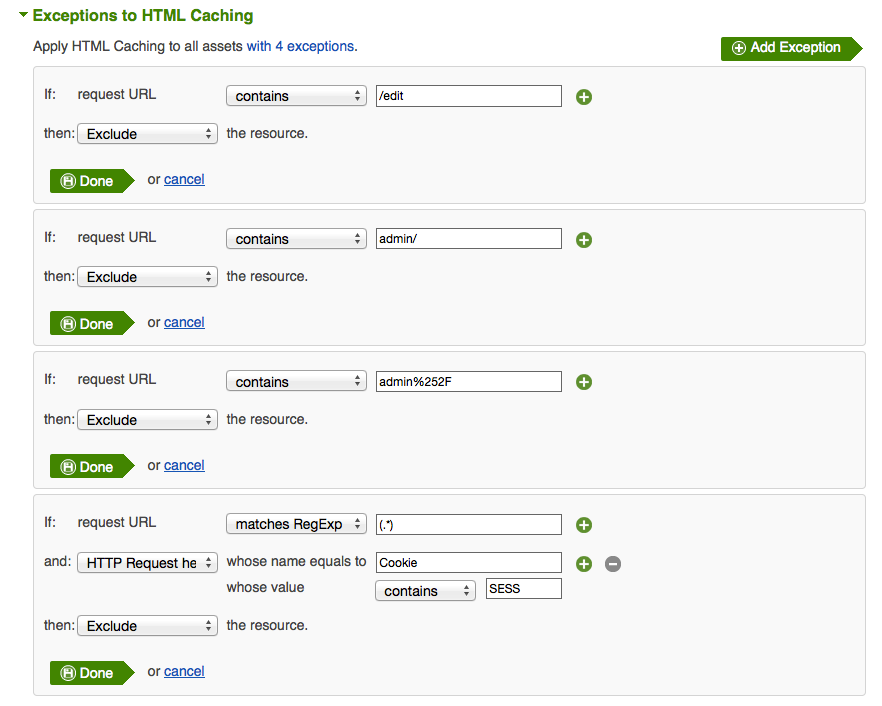 Exceptions to HTML Caching
Apply HTML Caching to all assets with 4 exceptions.
Add Exception
If: request URL contains /edit
then: Exclude the resource.
Done or cancel
If: request URL contains admin/
then: Exclude the resource.
Done or cancel
If: request URL contains admin%252F
then: Exclude the resource.
Done or cancel
If: request URL matches RegExp (.*)
and: HTTP Request he whose name equals to Cookie
whose value contains SESS
then: Exclude the resource.
Done or cancel